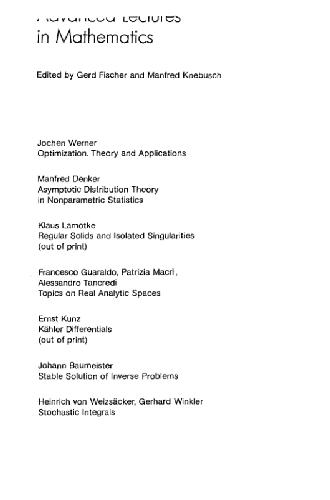 Advanced Lectures
in Mathematics
Edited by Gerd Fischer and Manfred Knebusch
Jochen Werner
Optimization. Theory and Applications
Manfred Denker
Asymptotic Distribution Theory
in Nonparametric Statistics
Klaus Lamotke
Regular Solids and Isolated Singularities
(out of print)
Francesco Guaraldo, Patrizia Macrì,
Alessandro Tancredi
Topics on Real Analytic Spaces
Ernst Kunz
Kähler Differentials
(out of print)
Johann Baumeister
Stable Solution of Inverse Problems
Heinrich von Weizsäcker, Gerhard Winkler
Stochastic Integrals